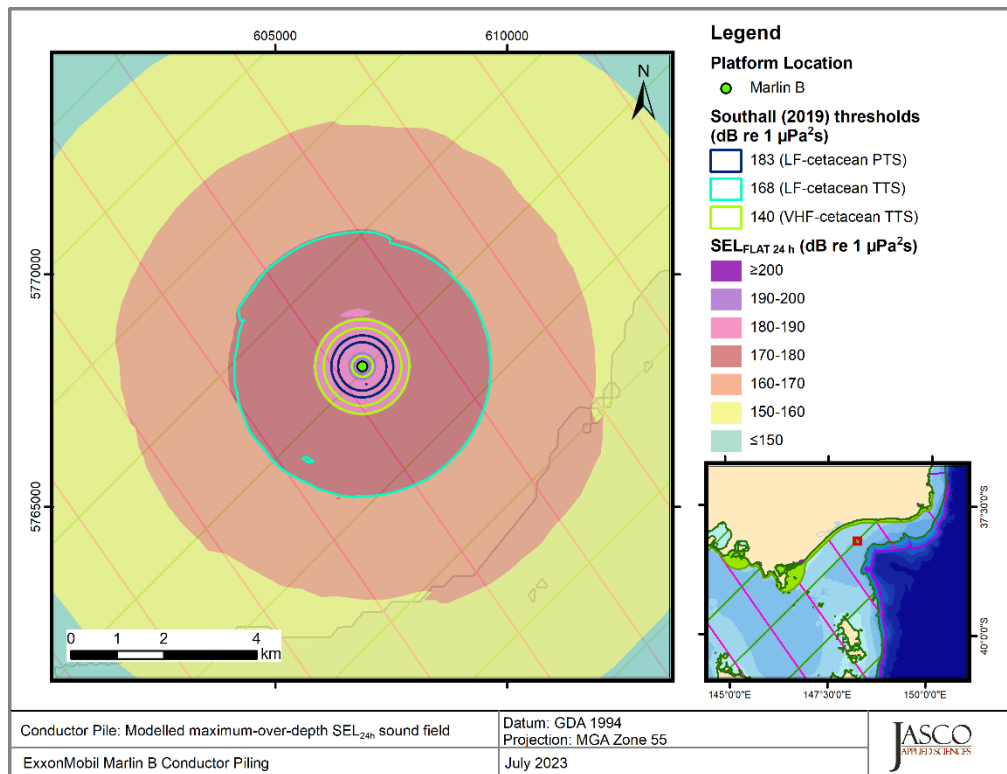 605000
610000
5770000
5765000
N
0 1 2 4
km
Legend
Platform Location
Marlin B
Southall (2019) thresholds
(dB re 1 µPa²s)
183 (LF-cetacean PTS)
168 (LF-cetacean TTS)
140 (VHF-cetacean TTS)
SELFLAT 24 h (dB re 1 µPa²s)
≥200
190-200
180-190
170-180
160-170
150-160
≤150
37°30'S
40°0'S
145°0'0"E
147°30'E
150°0'0"E
Conductor Pile: Modelled maximum-over-depth SEL24h sound field
ExxonMobil Marlin B Conductor Piling
Datum: GDA 1994
Projection: MGA Zone 55
July 2023
JASCO
APPLIED SCIENCES